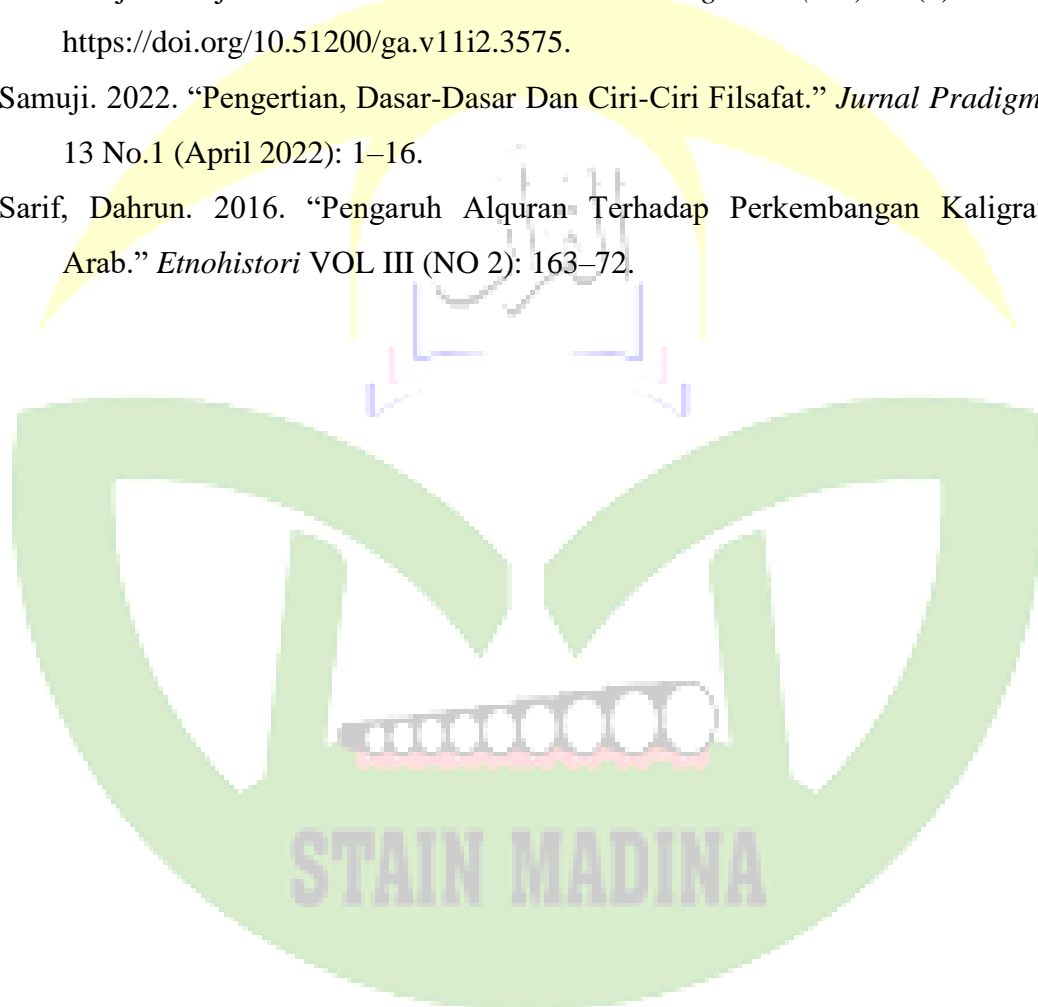 https://doi.org/10.51200/ga.v11i2.3575.
Samuji. 2022. “Pengertian, Dasar-Dasar Dan Ciri-Ciri Filsafat.” Jurnal Pradigm
13 No.1 (April 2022): 1–16.
Sarif, Dahrun. 2016. “Pengaruh Alquran Terhadap Perkembangan Kaligraf
Arab.” Etnohistori VOL III (NO 2): 163–72.
القرآن
STAIN MADINA